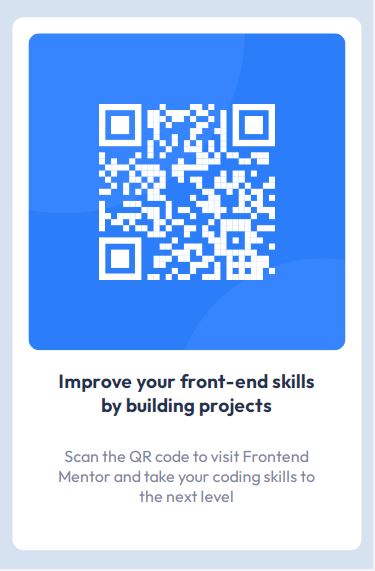 Improve your front-end skills
by building projects
Scan the QR code to visit Frontend
Mentor and take your coding skills to
the next level